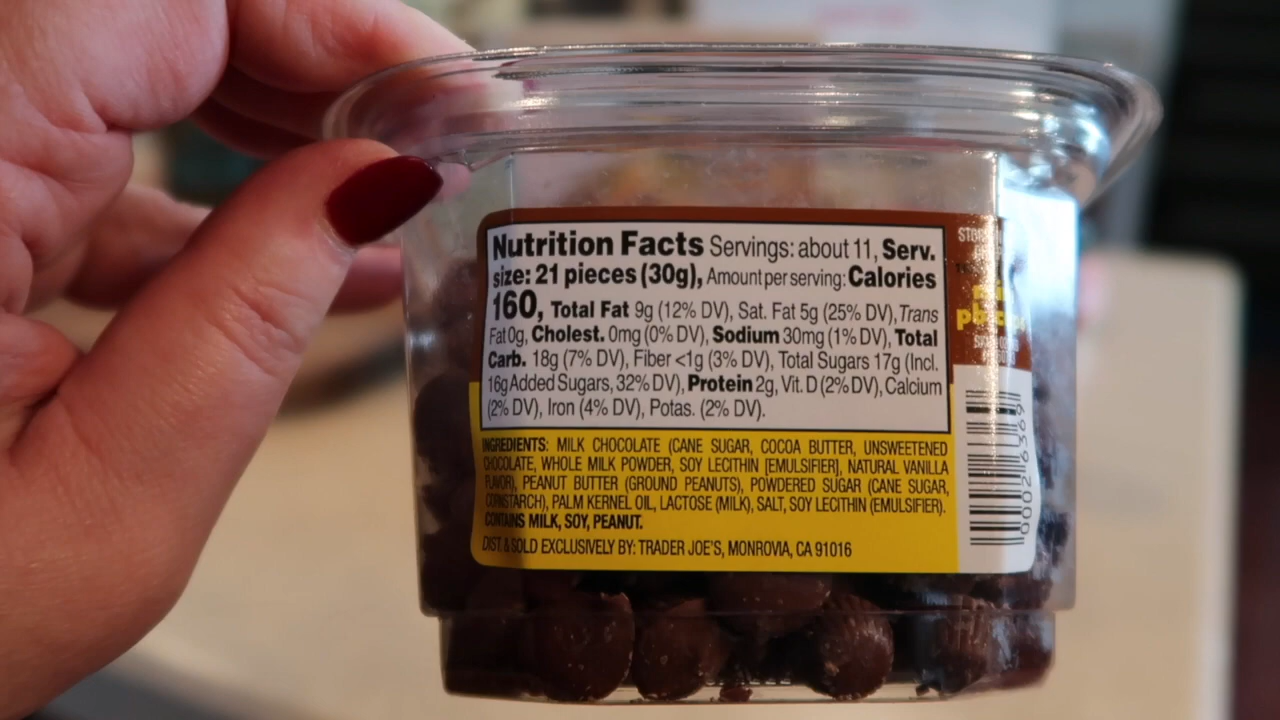 Nutrition Facts Servings: about 11, Serv.
size: 21 pieces (30g), Amount per serving: Calories
160, Total Fat 9g (12% DV), Sat. Fat 5g (25% DV), Trans
Fat 0g, Cholest. 0mg (0% DV), Sodium 30mg (1% DV), Total
Carb. 18g (7% DV), Fiber <1g (3% DV), Total Sugars 17g (Incl.
16g Added Sugars, 32% DV), Protein 2g, Vit. D (2% DV), Calcium
(2% DV), Iron (4% DV), Potas. (2% DV).
INGREDIENTS: MILK CHOCOLATE (CANE SUGAR, COCOA BUTTER, UNSWEETENED
CHOCOLATE, WHOLE MILK POWDER, SOY LECITHIN [EMULSIFIER], NATURAL VANILLA
FLAVOR), PEANUT BUTTER (GROUND PEANUTS), POWDERED SUGAR (CANE SUGAR,
CORNSTARCH), PALM KERNEL OIL, LACTOSE (MILK), SALT, SOY LECITHIN (EMULSIFIER).
CONTAINS MILK, SOY, PEANUT.
DIST. & SOLD EXCLUSIVELY BY: TRADER JOE'S, MONROVIA, CA 91016
0002 6369